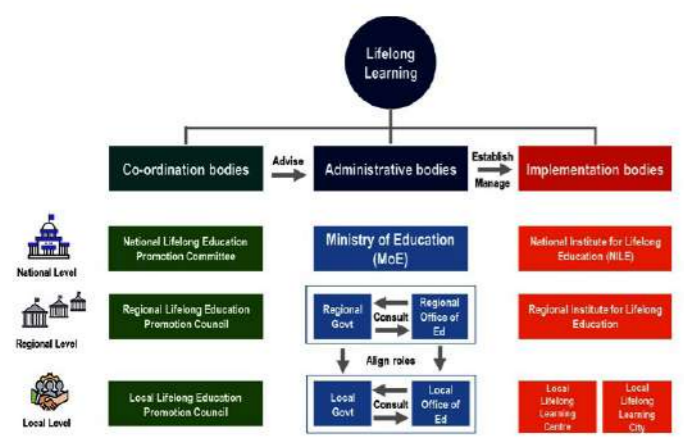 Lifelong
Learning
Co-ordination bodies
Advise
Administrative bodies
Establish
Manage
Implementation bodies
National Level
National Lifelong Education
Promotion Committee
Ministry of Education
(MoE)
National Institute for Lifelong
Education (NILE)
Regional Level
Regional Lifelong Education
Promotion Council
Regional
Govt
Consult
Regional
Office of
Ed
Regional Institute for Lifelong
Education
Align roles
Local Level
Local Lifelong Education
Promotion Council
Local
Govt
Consult
Local
Office of
Ed
Local
Lifelong
Learning
Centre
Local
Lifelong
Learning
City